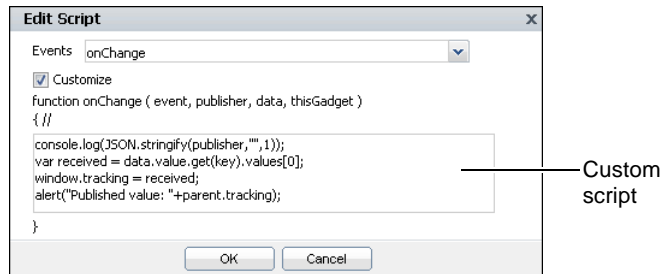 Edit Script
x
Events onChange
Customize
function onChange ( event, publisher, data, thisGadget )
{ //
console.log(JSON.stringify(publisher,"",1));
var received = data.value.get(key).values[0];
window.tracking = received;
alert("Published value: "+parent.tracking);
}
OK Cancel
Custom
script